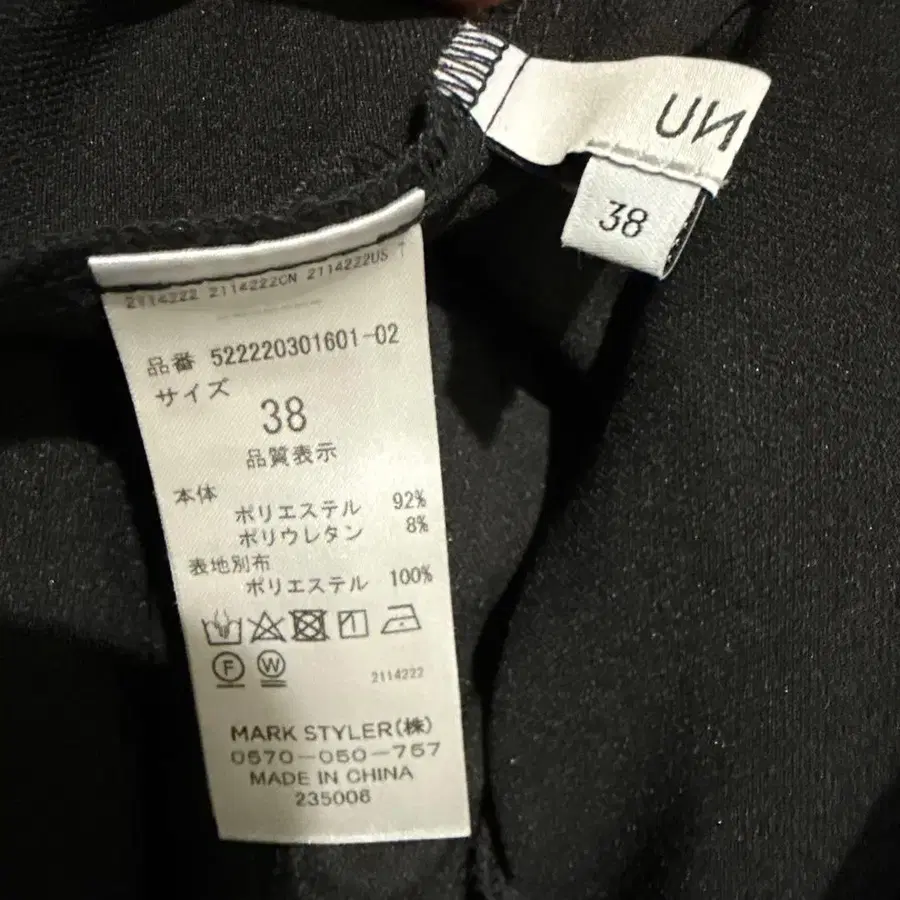 UN
38
2114222 2114222CN 2114222US ↑
品番 522220301601-02
サイズ
38
品質表示
本体
ポリエステル 92%
ポリウレタン 8%
表地別布
ポリエステル 100%
F W
2114222
MARK STYLER(株)
0570-050-757
MADE IN CHINA
235008